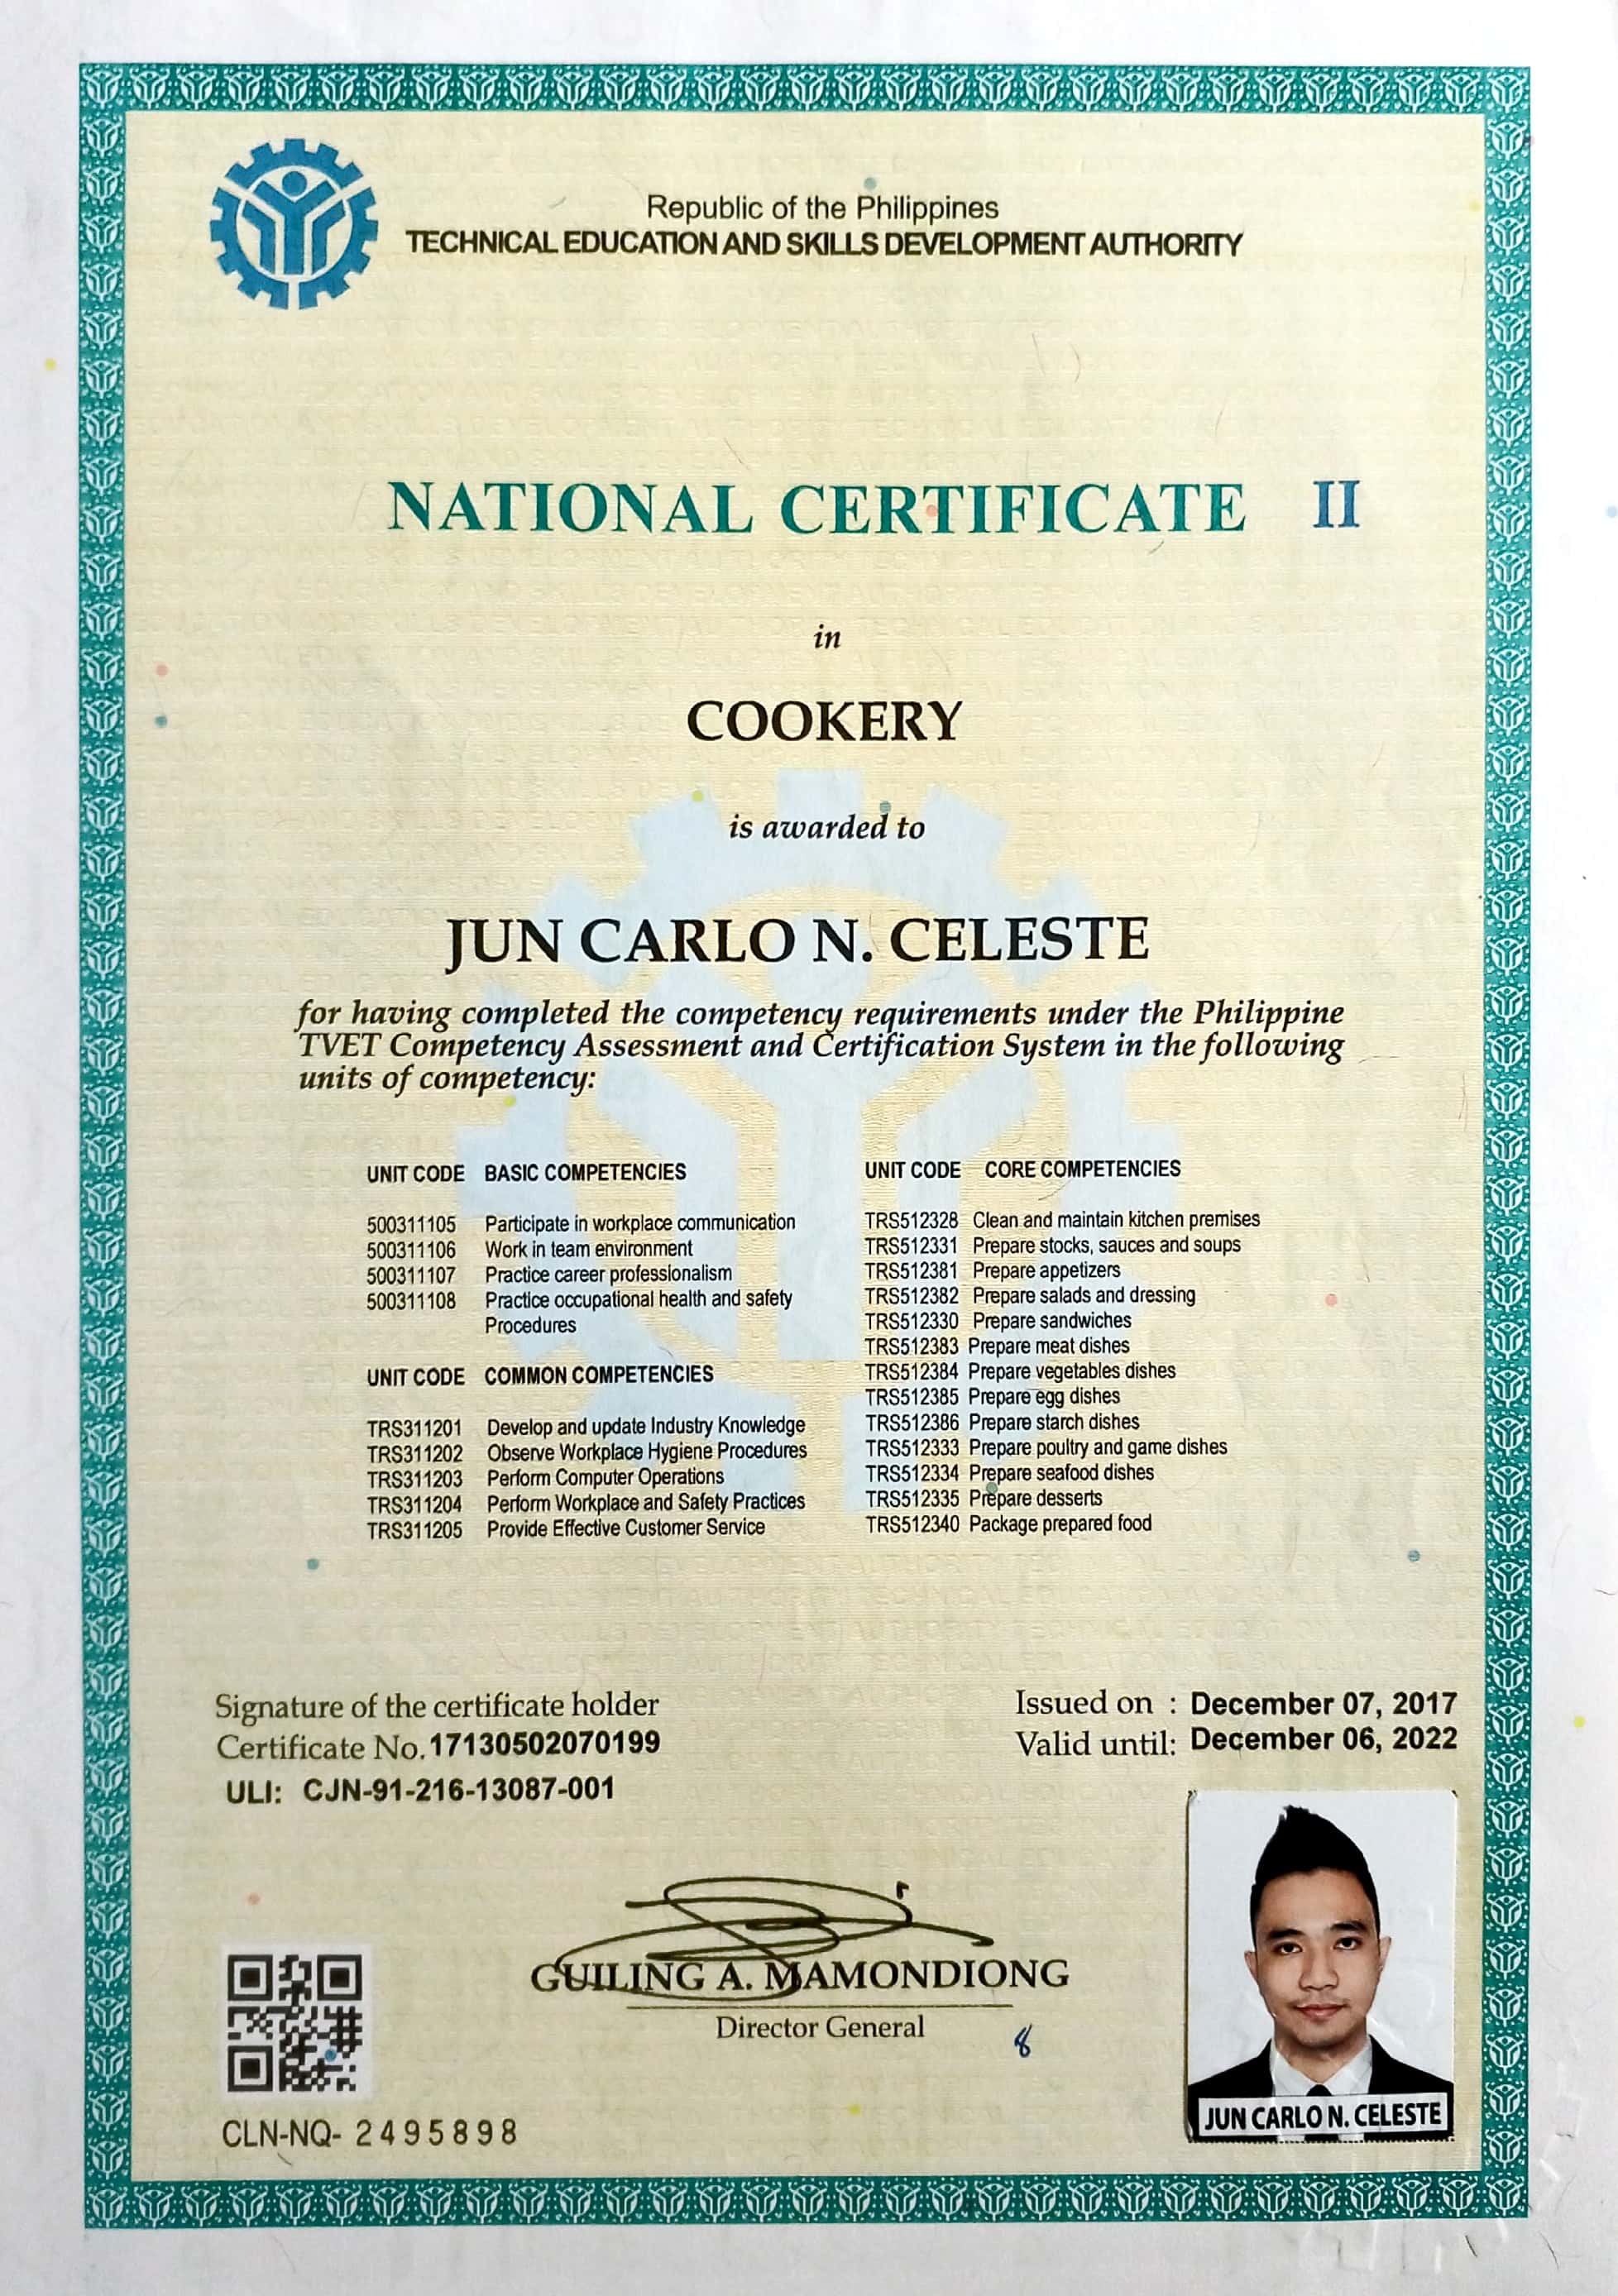 Republic of the Philippines
TECHNICAL EDUCATION AND SKILLS DEVELOPMENT AUTHORITY
NATIONAL CERTIFICATE II
in
COOKERY
is awarded to
JUN CARLO N. CELESTE
for having completed the competency requirements under the Philippine
TVET Competency Assessment and Certification System in the following
units of competency:
UNIT CODE BASIC COMPETENCIES
500311105 Participate in workplace communication
500311106 Work in team environment
500311107 Practice career professionalism
500311108 Practice occupational health and safety
Procedures
UNIT CODE COMMON COMPETENCIES
TRS311201 Develop and update Industry Knowledge
TRS311202 Observe Workplace Hygiene Procedures
TRS311203 Perform Computer Operations
TRS311204 Perform Workplace and Safety Practices
TRS311205 Provide Effective Customer Service
UNIT CODE CORE COMPETENCIES
TRS512328 Clean and maintain kitchen premises
TRS512331 Prepare stocks, sauces and soups
TRS512381 Prepare appetizers
TRS512382 Prepare salads and dressing
TRS512330 Prepare sandwiches
TRS512383 Prepare meat dishes
TRS512384 Prepare vegetables dishes
TRS512385 Prepare egg dishes
TRS512386 Prepare starch dishes
TRS512333 Prepare poultry and game dishes
TRS512334 Prepare seafood dishes
TRS512335 Prepare desserts
TRS512340 Package prepared food
Signature of the certificate holder
Certificate No. 17130502070199
ULI: CJN-91-216-13087-001
Issued on : December 07, 2017
Valid until: December 06, 2022
GUILING A. MAMONDIONG
Director General
8
JUN CARLO N. CELESTE
CLN-NQ- 2495898